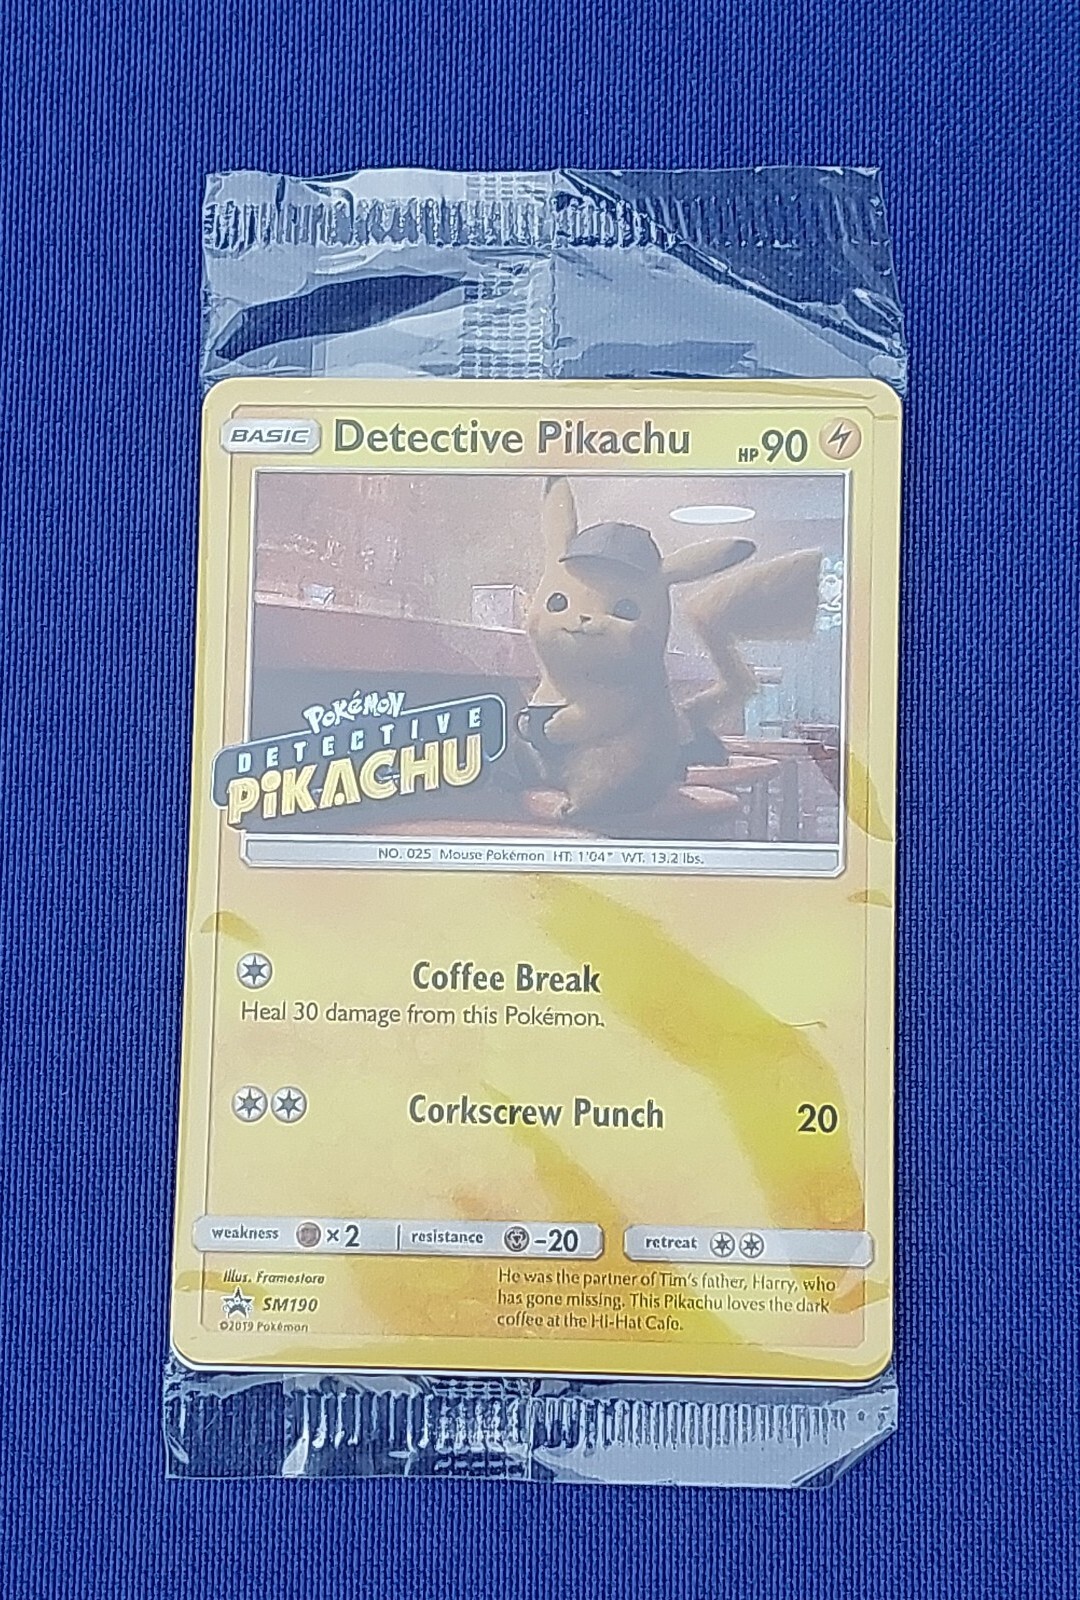 BASIC Detective Pikachu HP 90
POKéMON
DETECTIVE
PiKACHU
NO. 025 Mouse Pokémon HT: 1'04" WT: 13.2 lbs.
Coffee Break
Heal 30 damage from this Pokémon.
Corkscrew Punch 20
weakness ×2 resistance -20 retreat
Illus. Framestore
SM190
©2019 Pokémon
He was the partner of Tim's father, Harry, who
has gone missing. This Pikachu loves the dark
coffee at the Hi-Hat Cafe.